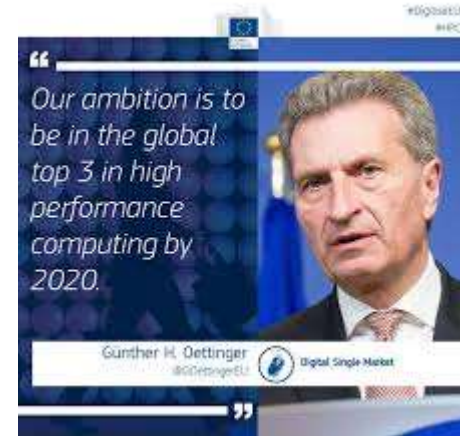 Our ambition is to
be in the global
top 3 in high
performance
computing by
2020.
Günther H. Oettinger
@GOettingerEU
Digital Single Market